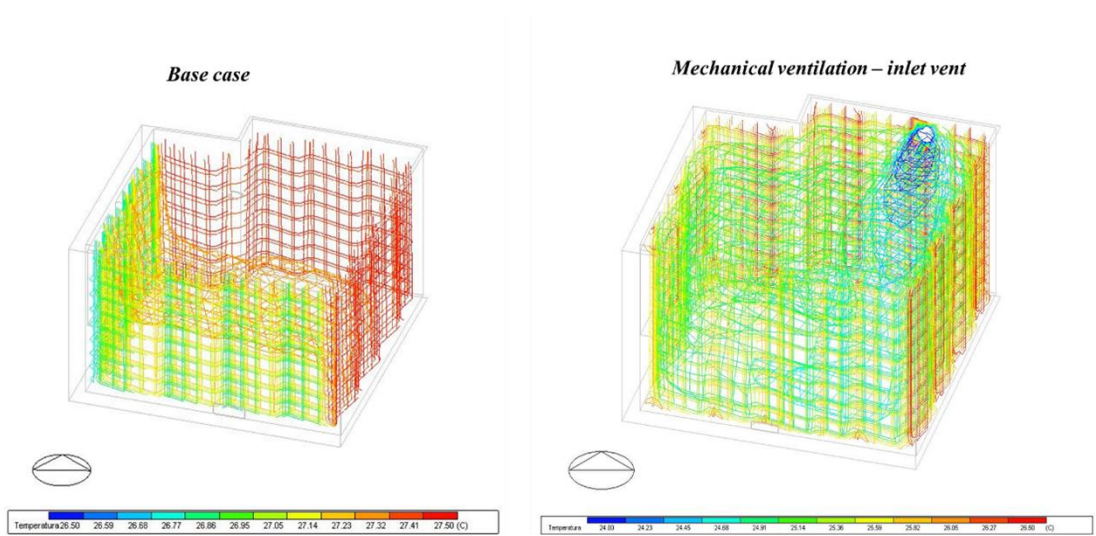 Base case
Mechanical ventilation – inlet vent
Temperatura 26.50 26.59 26.68 26.77 26.86 26.95 27.05 27.14 27.23 27.32 27.41 27.50 (C)
Temperatura 24.00 24.23 24.45 24.68 24.91 25.14 25.36 25.59 25.82 26.05 26.27 26.50 (C)